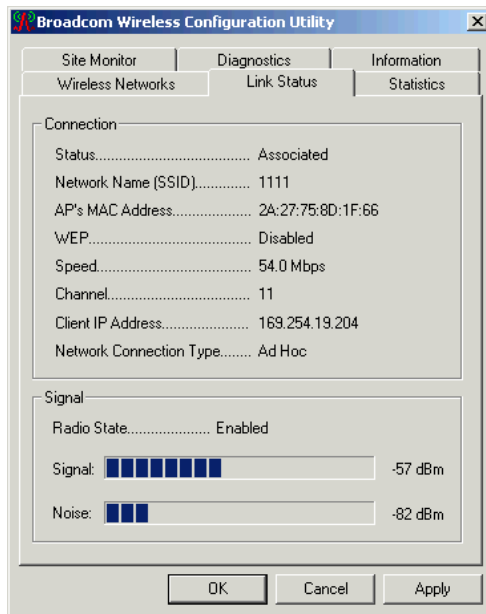 Broadcom Wireless Configuration Utility
Site Monitor Diagnostics Information
Wireless Networks Link Status Statistics
Connection
Status.................................... Associated
Network Name (SSID)............. 1111
AP's MAC Address................... 2A:27:75:8D:1F:66
WEP....................................... Disabled
Speed.................................... 54.0 Mbps
Channel.................................. 11
Client IP Address..................... 169.254.19.204
Network Connection Type........ Ad Hoc
Signal
Radio State..................... Enabled
Signal: -57 dBm
Noise: -82 dBm
OK Cancel Apply